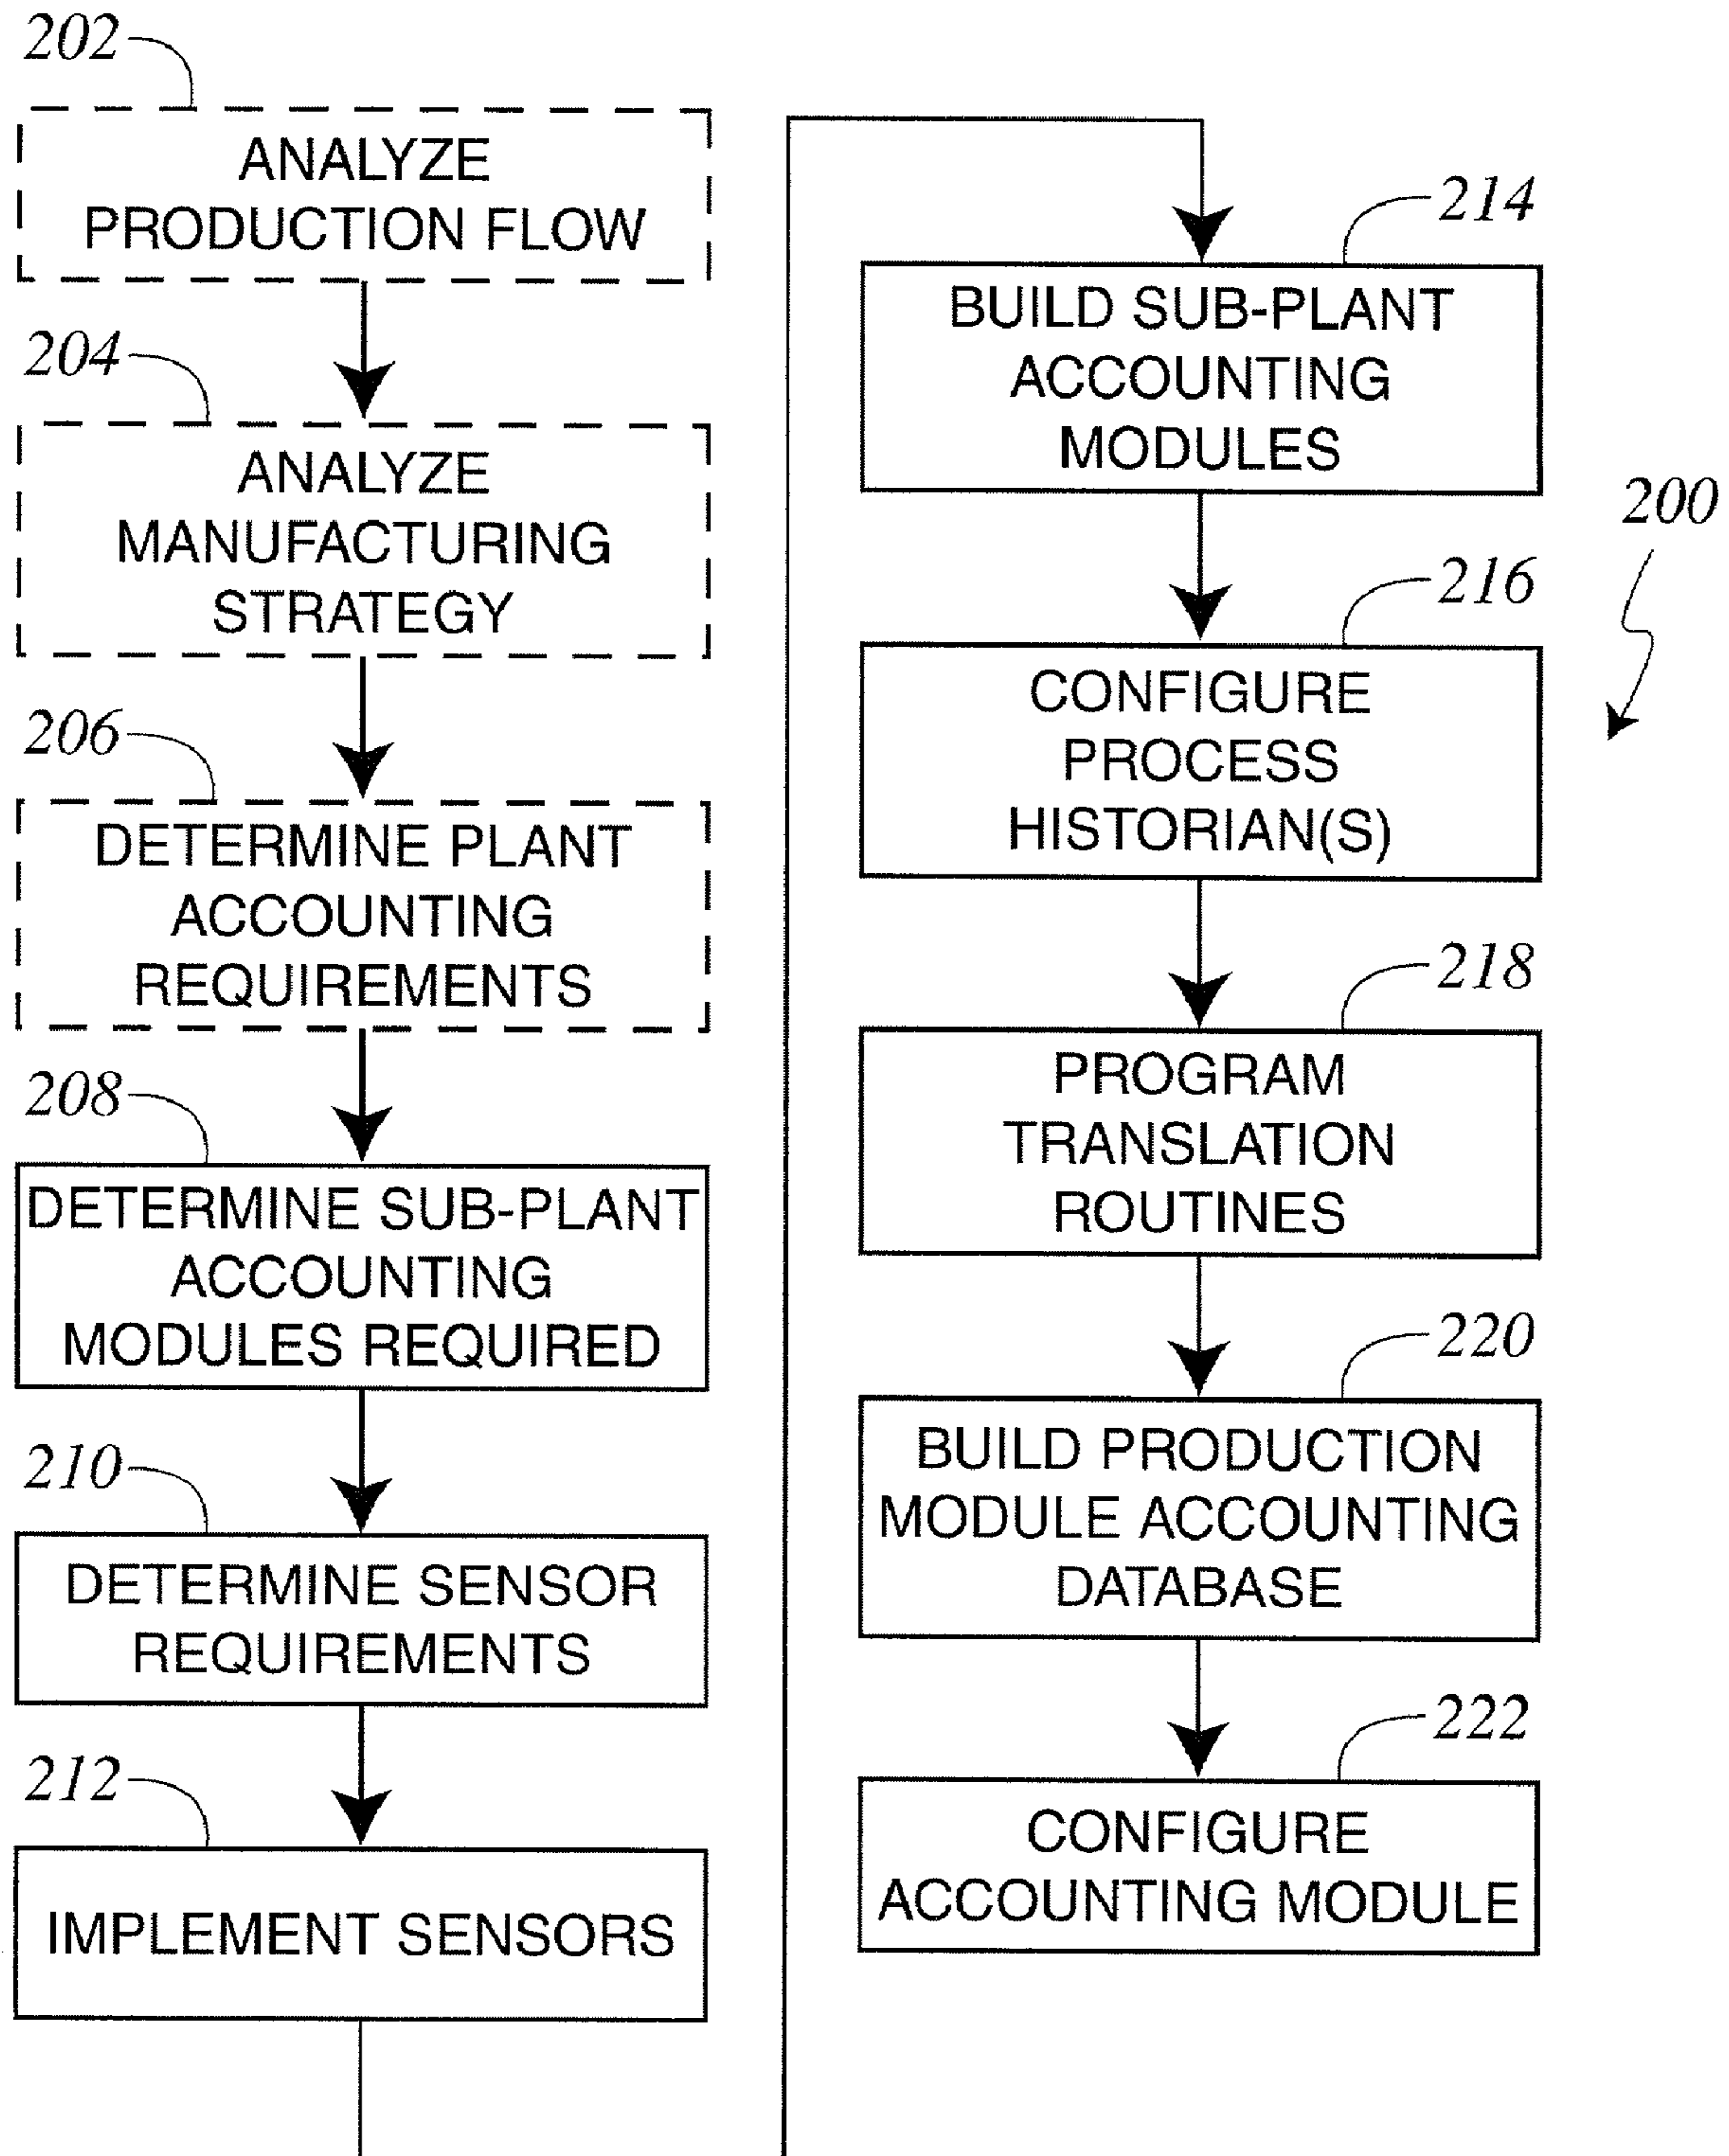 202
ANALYZE
PRODUCTION FLOW
204
ANALYZE
MANUFACTURING
STRATEGY
206
DETERMINE PLANT
ACCOUNTING
REQUIREMENTS
208
DETERMINE SUB-PLANT
ACCOUNTING
MODULES REQUIRED
210
DETERMINE SENSOR
REQUIREMENTS
212
IMPLEMENT SENSORS
214
BUILD SUB-PLANT
ACCOUNTING
MODULES
200
216
CONFIGURE
PROCESS
HISTORIAN(S)
218
PROGRAM
TRANSLATION
ROUTINES
220
BUILD PRODUCTION
MODULE ACCOUNTING
DATABASE
222
CONFIGURE
ACCOUNTING MODULE